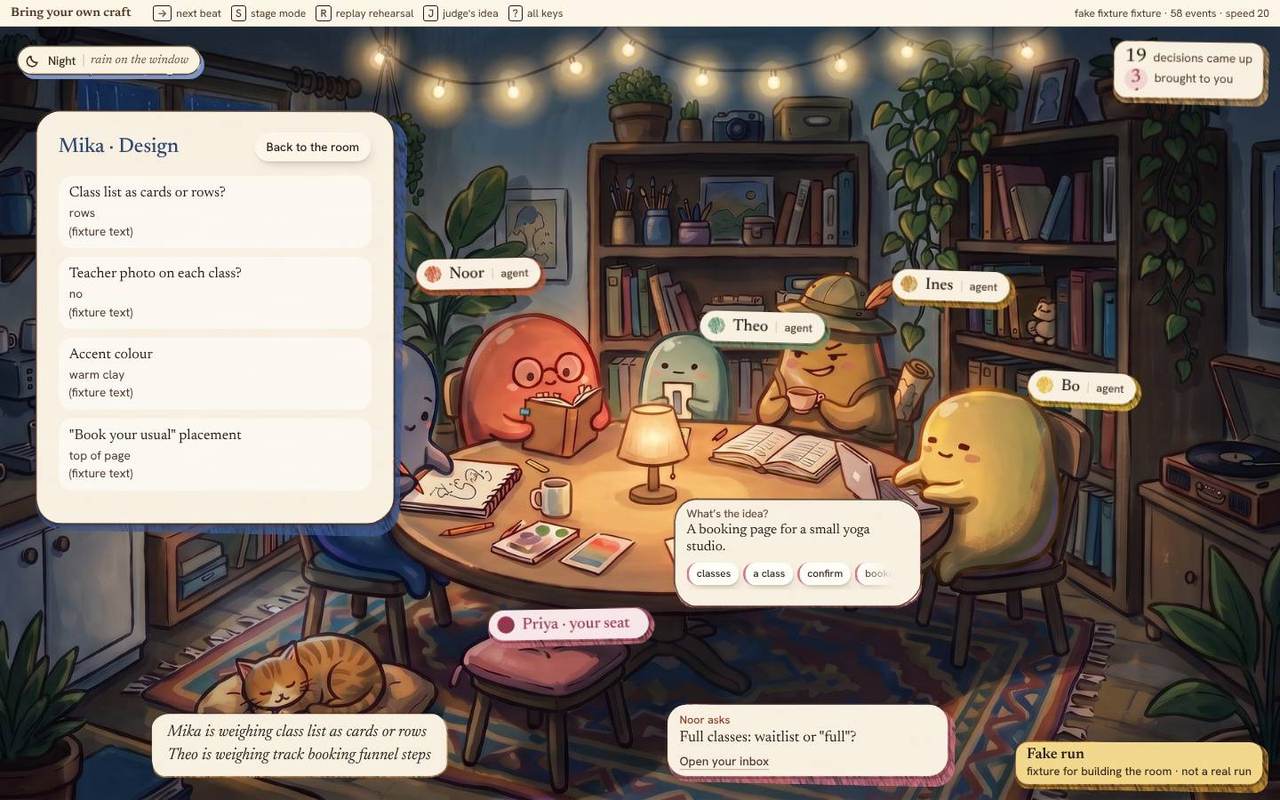 Bring your own craft → next beat S stage mode R replay rehearsal J judge's idea ? all keys fake fixture fixture · 58 events · speed 20
Night | rain on the window
19 decisions came up
3 brought to you
Mika · Design
Back to the room
Class list as cards or rows?
rows
(fixture text)
Teacher photo on each class?
no
(fixture text)
Accent colour
warm clay
(fixture text)
"Book your usual" placement
top of page
(fixture text)
Noor | agent
Theo | agent
Ines | agent
Bo | agent
What's the idea?
A booking page for a small yoga
studio.
classes a class confirm book
Priya · your seat
Mika is weighing class list as cards or rows
Theo is weighing track booking funnel steps
Noor asks
Full classes: waitlist or "full"?
Open your inbox
Fake run
fixture for building the room · not a real run